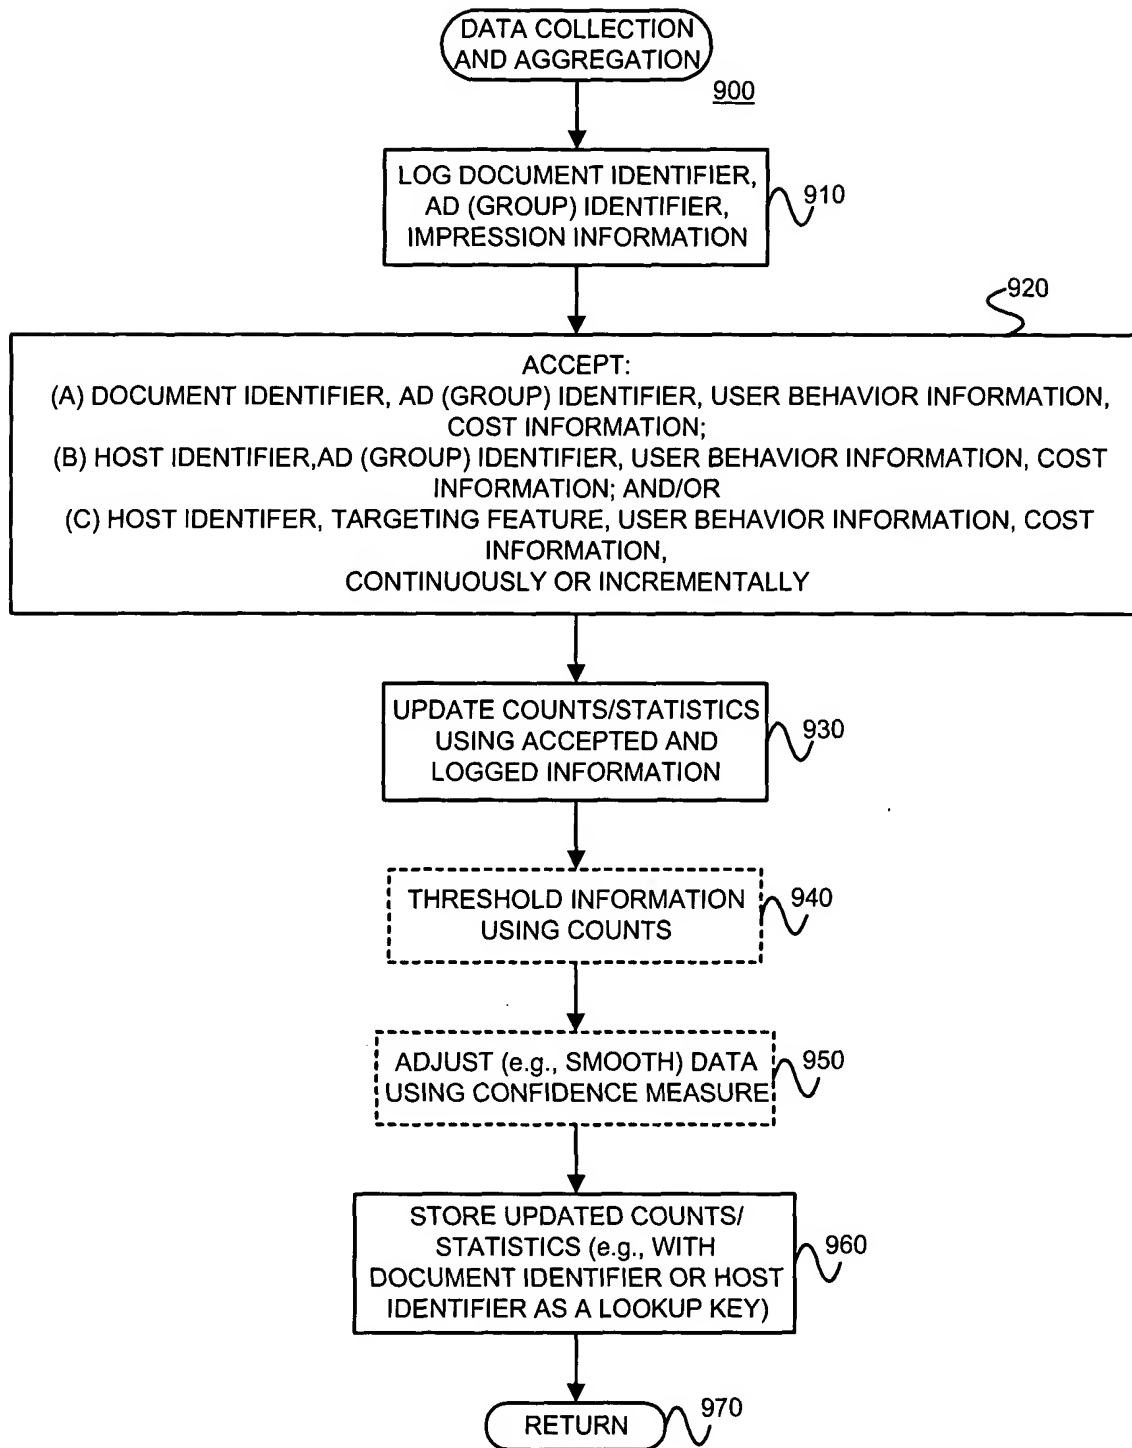 DATA COLLECTION
AND AGGREGATION
900
LOG DOCUMENT IDENTIFIER,
AD (GROUP) IDENTIFIER,
IMPRESSION INFORMATION
910
920
ACCEPT:
(A) DOCUMENT IDENTIFIER, AD (GROUP) IDENTIFIER, USER BEHAVIOR INFORMATION,
COST INFORMATION;
(B) HOST IDENTIFIER,AD (GROUP) IDENTIFIER, USER BEHAVIOR INFORMATION, COST
INFORMATION; AND/OR
(C) HOST IDENTIFER, TARGETING FEATURE, USER BEHAVIOR INFORMATION, COST
INFORMATION,
CONTINUOUSLY OR INCREMENTALLY
UPDATE COUNTS/STATISTICS
USING ACCEPTED AND
LOGGED INFORMATION
930
THRESHOLD INFORMATION
USING COUNTS
940
ADJUST (e.g., SMOOTH) DATA
USING CONFIDENCE MEASURE
950
STORE UPDATED COUNTS/
STATISTICS (e.g., WITH
DOCUMENT IDENTIFIER OR HOST
IDENTIFIER AS A LOOKUP KEY)
960
RETURN
970